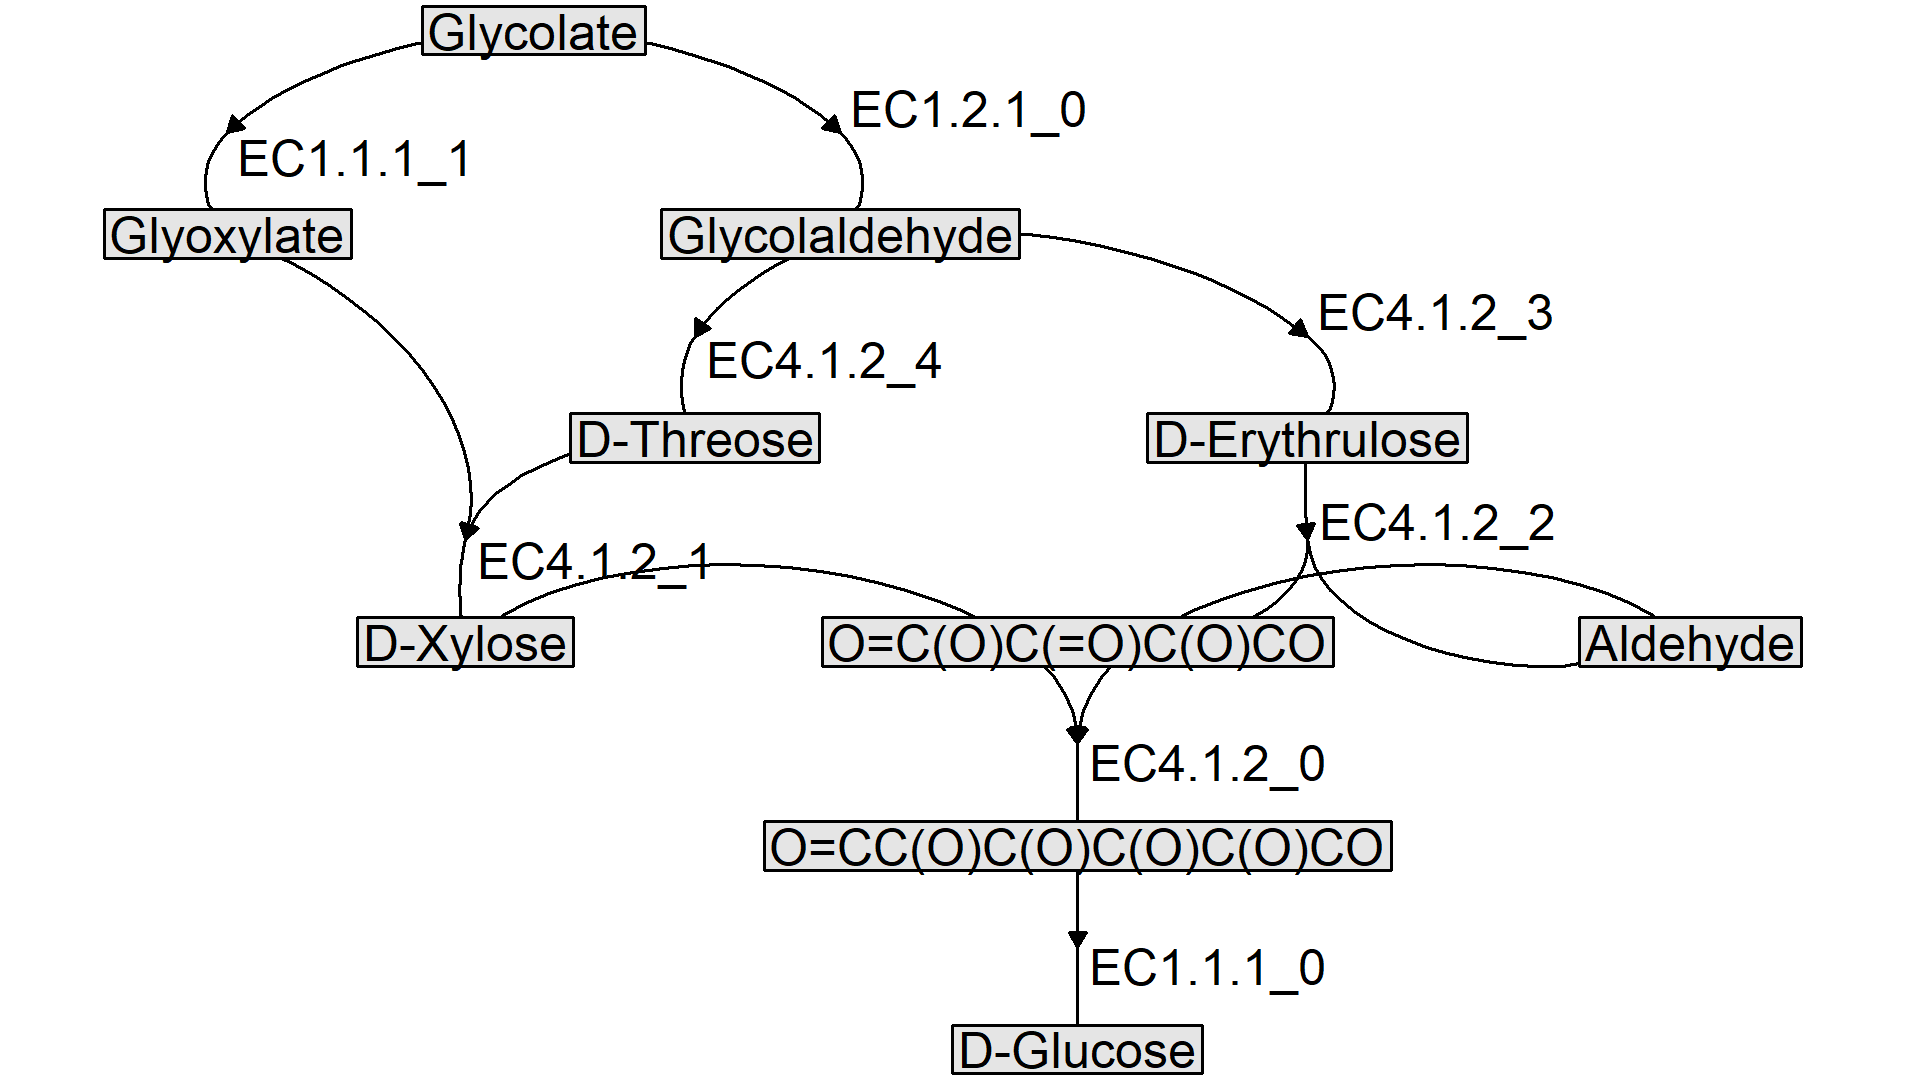 Glycolate
EC1.2.1_0
EC1.1.1_1
Glyoxylate
Glycolaldehyde
EC4.1.2_3
EC4.1.2_4
D-Threose
D-Erythrulose
EC4.1.2_2
EC4.1.2_1
D-Xylose
O=C(O)C(=O)C(O)CO
Aldehyde
EC4.1.2_0
O=CC(O)C(O)C(O)C(O)CO
EC1.1.1_0
D-Glucose